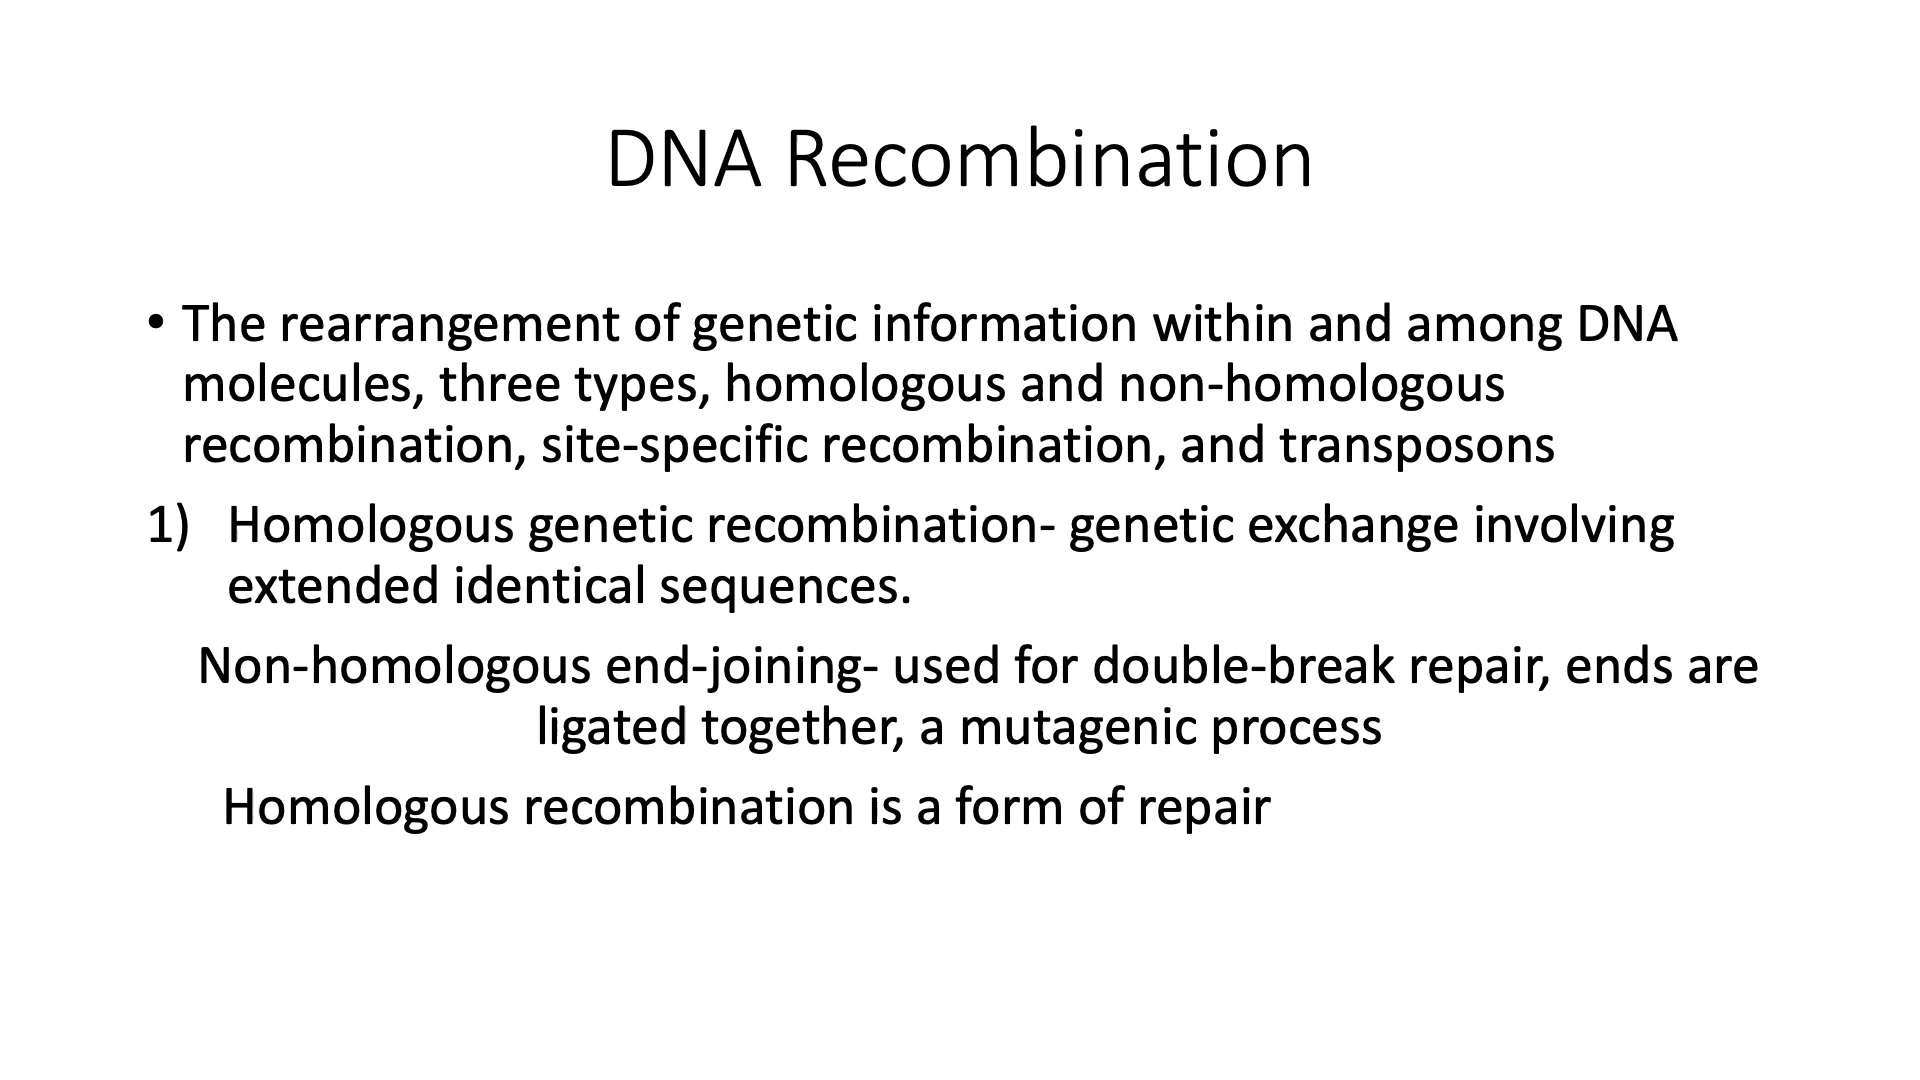 DNA Recombination
• The rearrangement of genetic information within and among DNA
molecules, three types, homologous and non-homologous
recombination, site-specific recombination, and transposons
1) Homologous genetic recombination- genetic exchange involving
extended identical sequences.
Non-homologous end-joining- used for double-break repair, ends are
ligated together, a mutagenic process
Homologous recombination is a form of repair